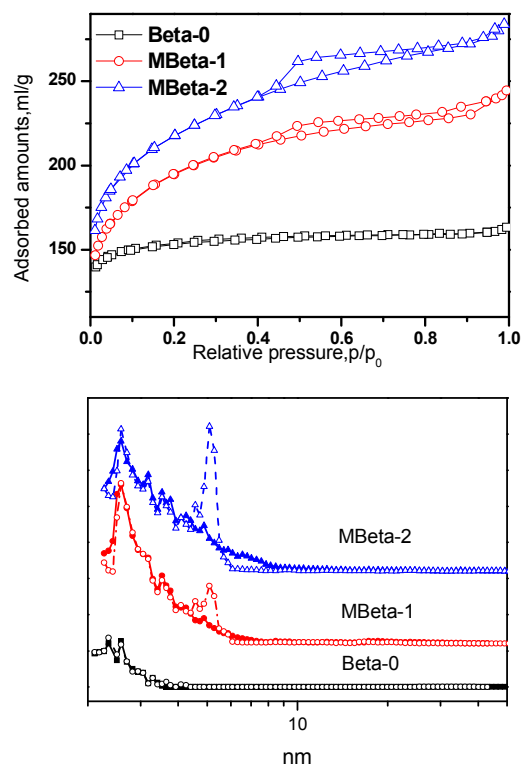 Beta-0
MBeta-1
MBeta-2
250
200
150
Adsorbed amounts,ml/g
0.0 0.2 0.4 0.6 0.8 1.0
Relative pressure,p/p0
MBeta-2
MBeta-1
Beta-0
10
nm